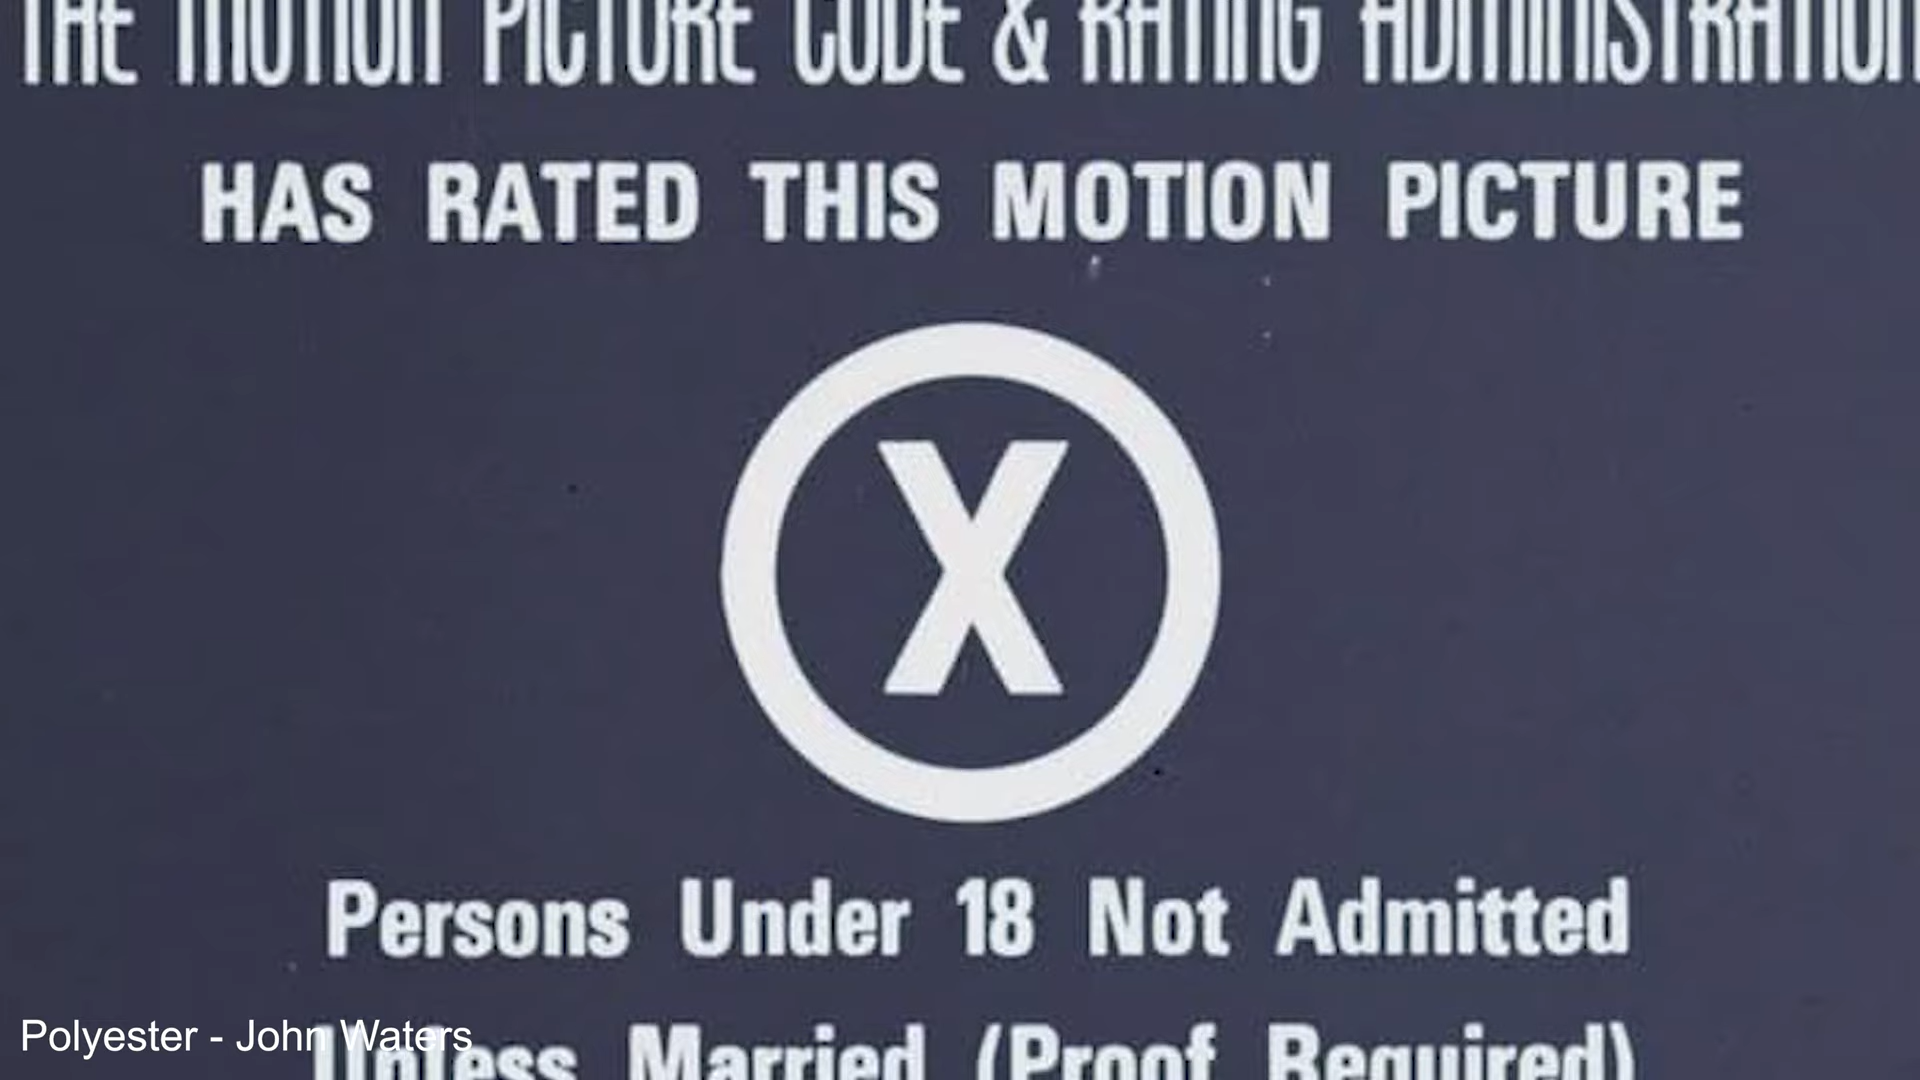 THE MOTION PICTURE CODE & RATING ADMINISTRATION
HAS RATED THIS MOTION PICTURE
X
Persons Under 18 Not Admitted
Unless Married (Proof Required)
Polyester - John Waters